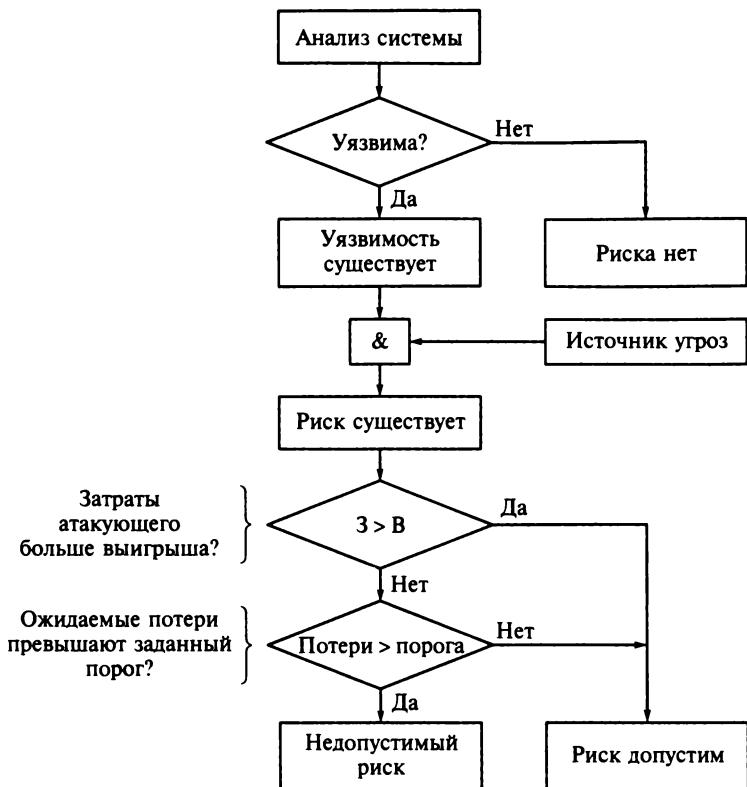 Анализ системы
Уязвима?
Нет
Да
Уязвимость
существует
Риска нет
&
Источник угроз
Риск существует
Затраты
атакующего
больше выигрыша?
З > В
Да
Нет
Ожидаемые потери
превышают заданный
порог?
Потери > порога
Нет
Да
Недопустимый
риск
Риск допустим